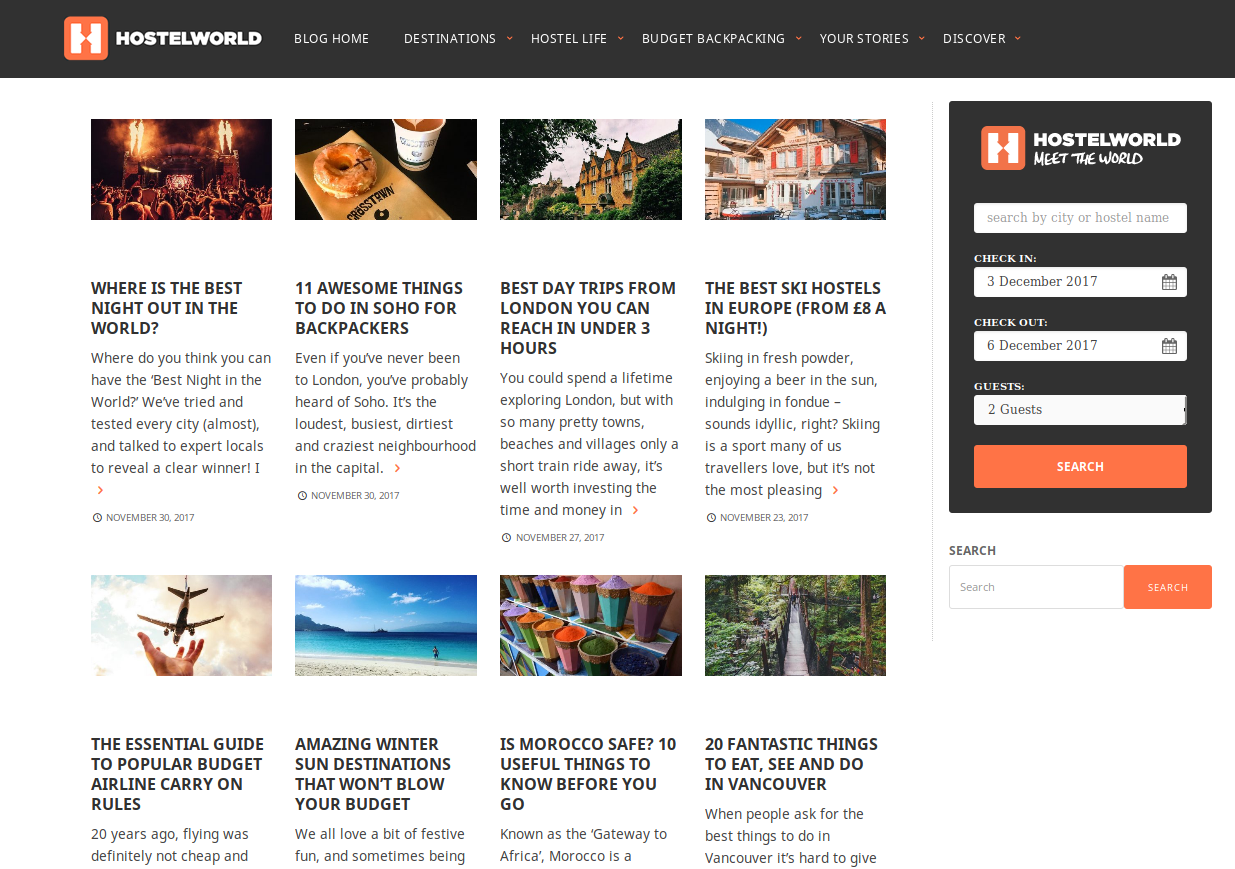 HOSTELWORLD
BLOG HOME
DESTINATIONS
HOSTEL LIFE
BUDGET BACKPACKING
YOUR STORIES
DISCOVER
WHERE IS THE BEST
NIGHT OUT IN THE
WORLD?
Where do you think you can
have the ‘Best Night in the
World?’ We’ve tried and
tested every city (almost),
and talked to expert locals
to reveal a clear winner! I
NOVEMBER 30, 2017
CROSSTOWN
11 AWESOME THINGS
TO DO IN SOHO FOR
BACKPACKERS
Even if you’ve never been
to London, you’ve probably
heard of Soho. It’s the
loudest, busiest, dirtiest
and craziest neighbourhood
in the capital.
NOVEMBER 30, 2017
BEST DAY TRIPS FROM
LONDON YOU CAN
REACH IN UNDER 3
HOURS
You could spend a lifetime
exploring London, but with
so many pretty towns,
beaches and villages only a
short train ride away, it’s
well worth investing the
time and money in
NOVEMBER 27, 2017
THE BEST SKI HOSTELS
IN EUROPE (FROM £8 A
NIGHT!)
Skiing in fresh powder,
enjoying a beer in the sun,
indulging in fondue –
sounds idyllic, right? Skiing
is a sport many of us
travellers love, but it’s not
the most pleasing
NOVEMBER 23, 2017
THE ESSENTIAL GUIDE
TO POPULAR BUDGET
AIRLINE CARRY ON
RULES
20 years ago, flying was
definitely not cheap and
AMAZING WINTER
SUN DESTINATIONS
THAT WON’T BLOW
YOUR BUDGET
We all love a bit of festive
fun, and sometimes being
IS MOROCCO SAFE? 10
USEFUL THINGS TO
KNOW BEFORE YOU
GO
Known as the ‘Gateway to
Africa’, Morocco is a
20 FANTASTIC THINGS
TO EAT, SEE AND DO
IN VANCOUVER
When people ask for the
best things to do in
Vancouver it’s hard to give
HOSTELWORLD
MEET THE WORLD
search by city or hostel name
CHECK IN:
3 December 2017
CHECK OUT:
6 December 2017
GUESTS:
2 Guests
SEARCH
SEARCH
Search
SEARCH